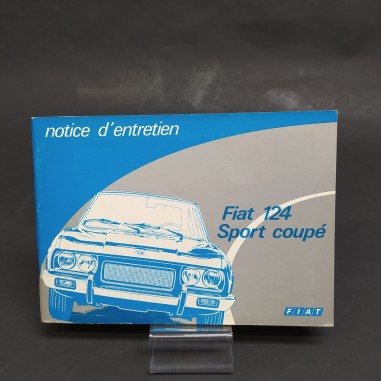 notice d'entretien
Fiat 124
Sport coupé
FIAT